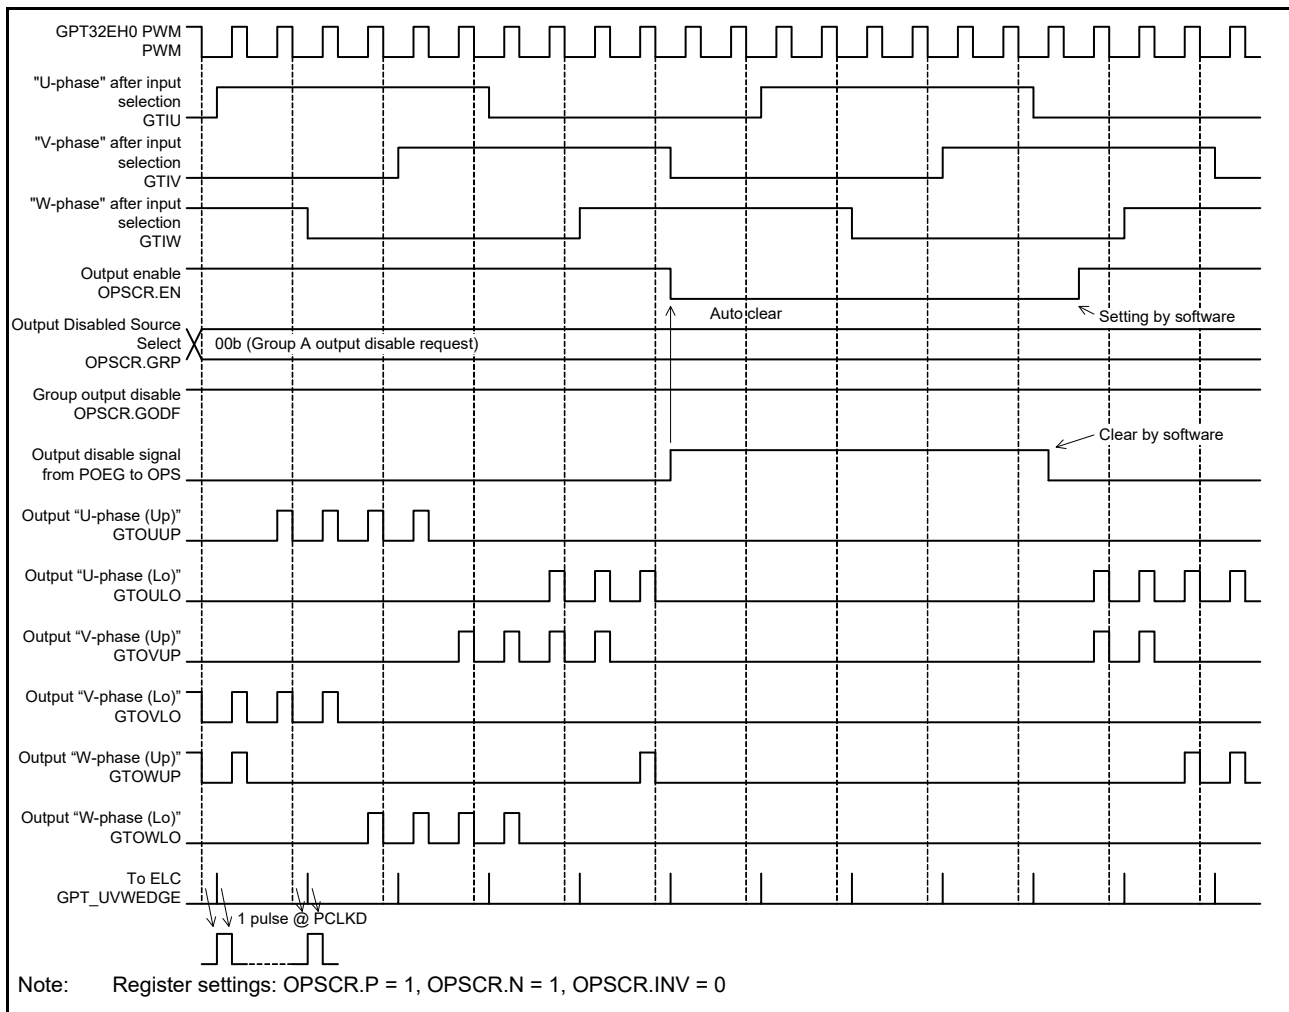 GPT32EH0 PWM
PWM
"U-phase" after input
selection
GTIU
"V-phase" after input
selection
GTIV
"W-phase" after input
selection
GTIW
Output enable
OPSCR.EN
Auto clear
Setting by software
Output Disabled Source
Select
OPSCR.GRP
00b (Group A output disable request)
Group output disable
OPSCR.GODF
Clear by software
Output disable signal
from POEG to OPS
Output “U-phase (Up)”
GTOUUP
Output “U-phase (Lo)”
GTOULO
Output “V-phase (Up)”
GTOVUP
Output “V-phase (Lo)”
GTOVLO
Output “W-phase (Up)”
GTOWUP
Output “W-phase (Lo)”
GTOWLO
To ELC
GPT_UVWEDGE
1 pulse @ PCLKD
Note: Register settings: OPSCR.P = 1, OPSCR.N = 1, OPSCR.INV = 0